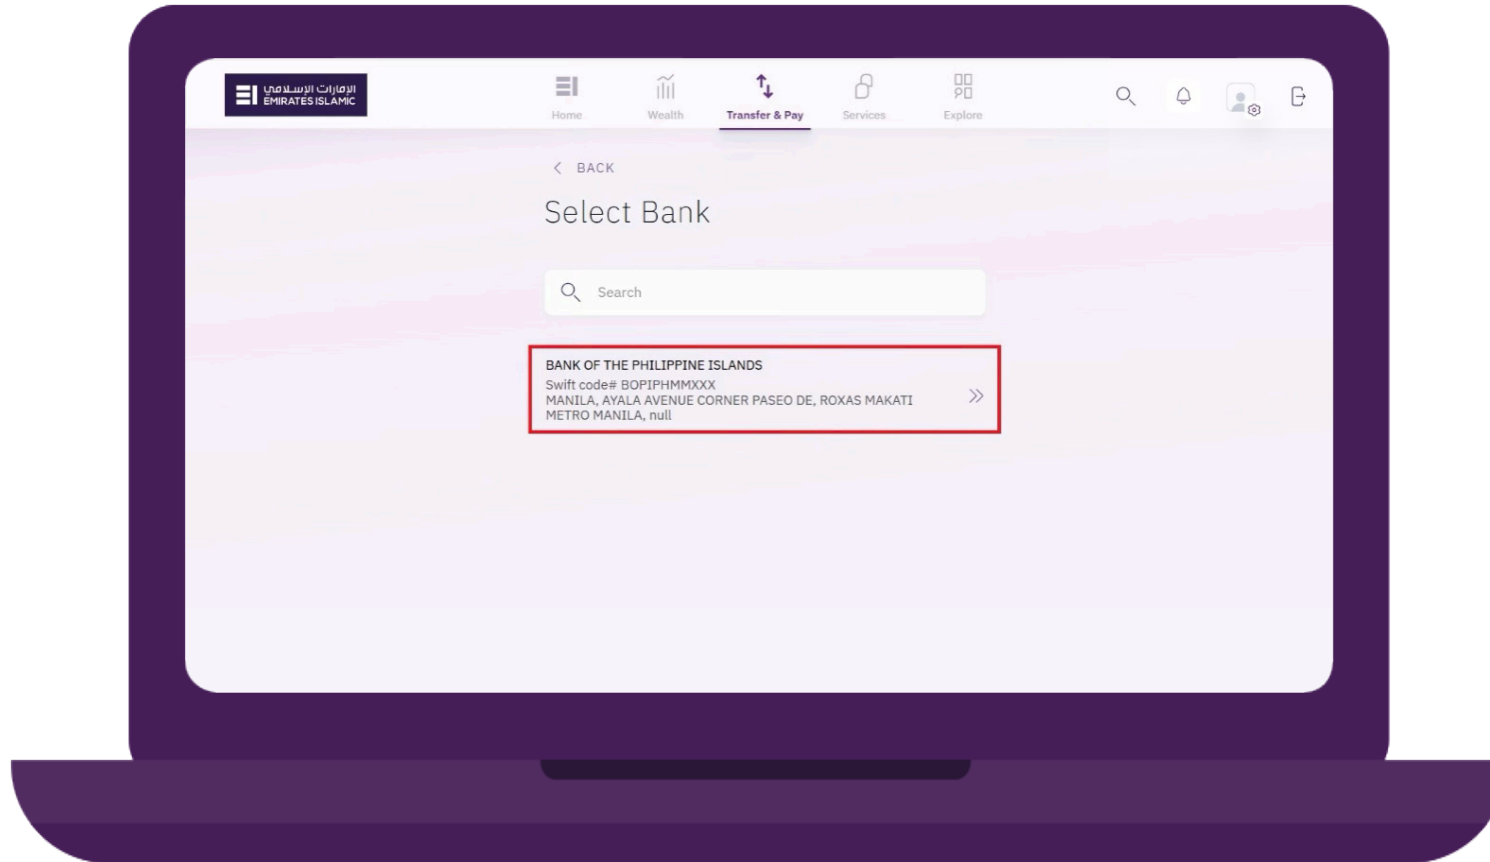 الإمارات الإسلامي
EMIRATES ISLAMIC
Home
Wealth
Transfer & Pay
Services
Explore
BACK
Select Bank
Search
BANK OF THE PHILIPPINE ISLANDS
Swift code# BOPIPHMMXXX
MANILA, AYALA AVENUE CORNER PASEO DE, ROXAS MAKATI
METRO MANILA, null